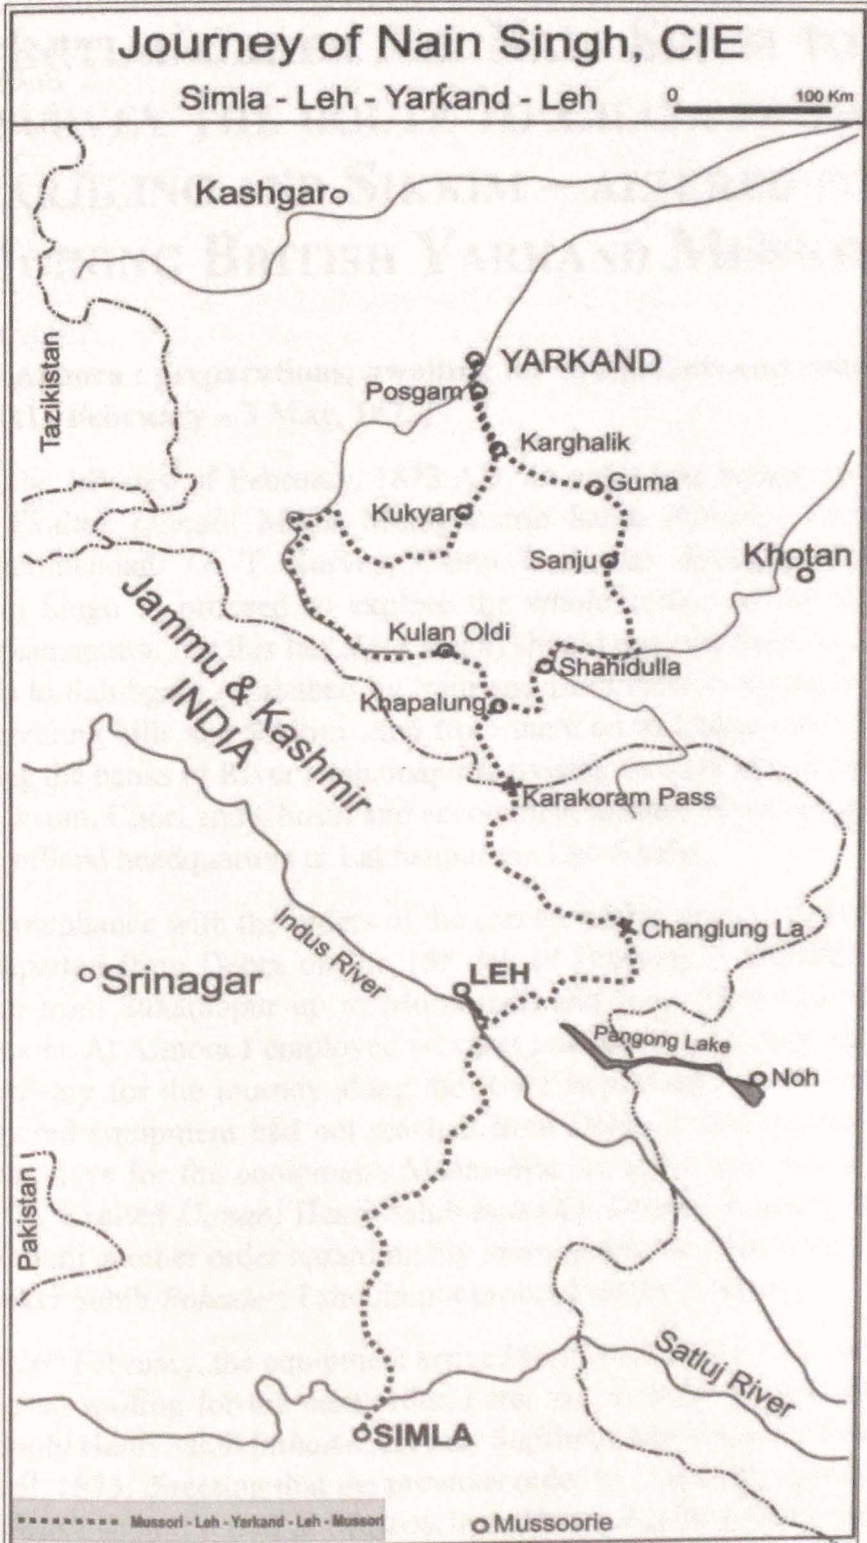 Journey of Nain Singh, CIE
Simla - Leh - Yarkand - Leh
0 100 Km
Kashgar
Tazikistan
YARKAND
Posgam
Karghalik
Guma
Kukyar
Sanju
Khotan
Jammu & Kashmir
INDIA
Kulan Oldi
Shahidulla
Khapalung
Karakoram Pass
Indus River
Changlung La
Srinagar
LEH
Pangong Lake
Noh
Pakistan
Satluj River
SIMLA
Mussori - Leh - Yarkand - Leh - Mussori
Mussoorie